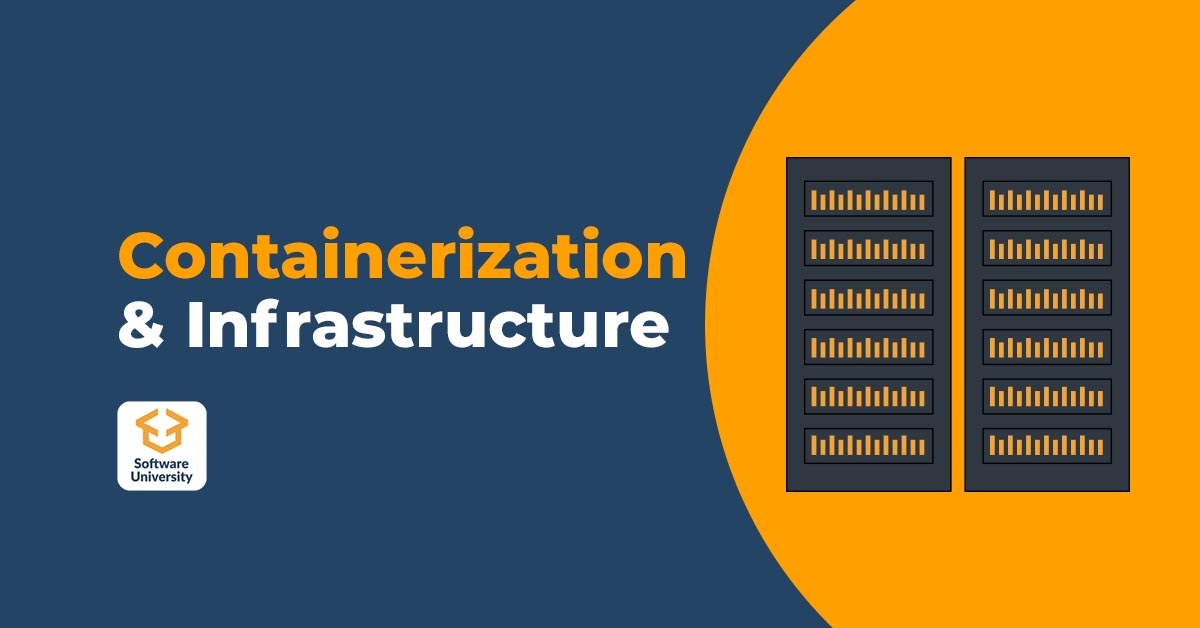 Containerization
& Infrastructure
Software
University